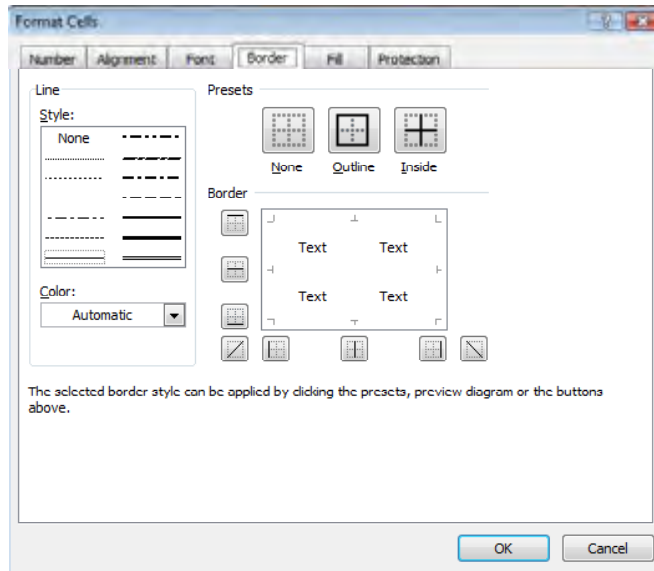 Format Cells
Number Alignment Font Border Fill Protection
Line
Style:
None
Color:
Automatic
Presets
None Outline Inside
Border
Text Text
Text Text
The selected border style can be applied by clicking the presets, preview diagram or the buttons
above.
OK Cancel